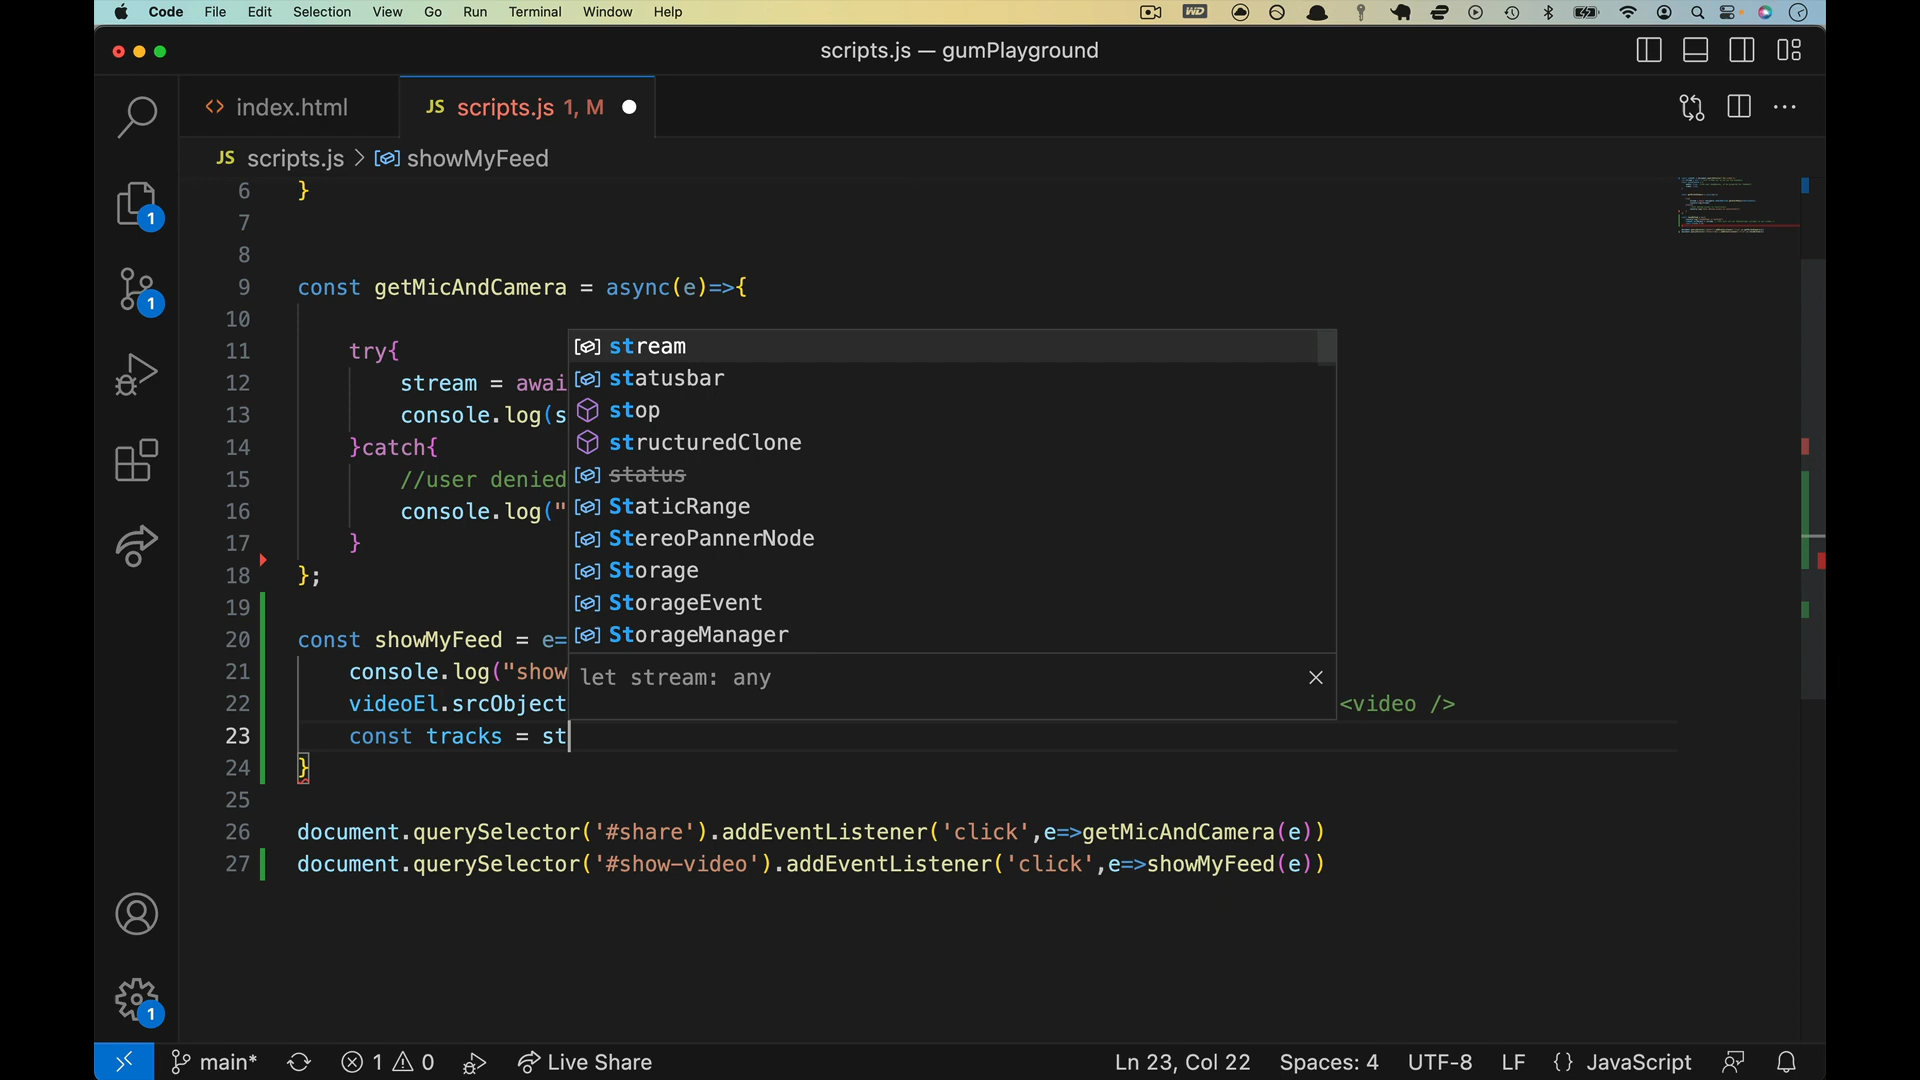 Code File Edit Selection View Go Run Terminal Window Help WD
scripts.js — gumPlayground
<> index.html JS scripts.js 1, M
JS scripts.js > showMyFeed
6 }
7
8
9 const getMicAndCamera = async(e)=>{
10
11 try{
12 stream = awai
13 console.log(s
14 }catch{
15 //user denied
16 console.log("
17 }
18 };
19
20 const showMyFeed = e=
21 console.log("show
22 videoEl.srcObject <video />
23 const tracks = st
24 }
25
26 document.querySelector('#share').addEventListener('click',e=>getMicAndCamera(e))
27 document.querySelector('#show-video').addEventListener('click',e=>showMyFeed(e))
stream
statusbar
stop
structuredClone
status
StaticRange
StereoPannerNode
Storage
StorageEvent
StorageManager
let stream: any
1
1
1
main* 1 0 Live Share Ln 23, Col 22 Spaces: 4 UTF-8 LF {} JavaScript